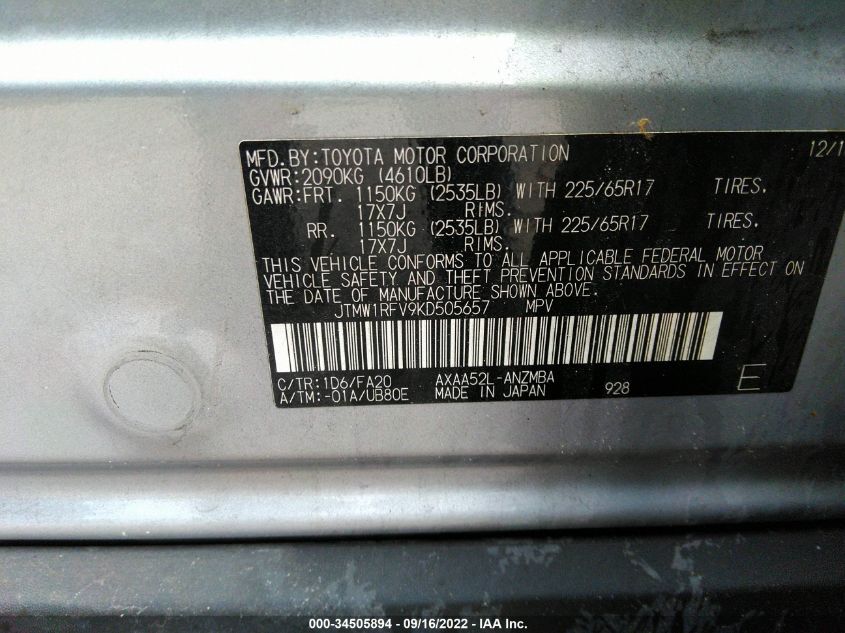 MFD.BY:TOYOTA MOTOR CORPORATION 12/1
GVWR:2090KG (4610LB)
GAWR:FRT. 1150KG (2535LB) WITH 225/65R17 TIRES.
17X7J RIMS.
RR. 1150KG (2535LB) WITH 225/65R17 TIRES.
17X7J RIMS.
THIS VEHICLE CONFORMS TO ALL APPLICABLE FEDERAL MOTOR
VEHICLE SAFETY AND THEFT PREVENTION STANDARDS IN EFFECT ON
THE DATE OF MANUFACTURE SHOWN ABOVE.
JTMW1RFV9KD505657 MPV
C/TR:1D6/FA20 AXAA52L-ANZMBA
A/TM:-01A/UB80E MADE IN JAPAN 928 E
000-34505894 - 09/16/2022 - IAA Inc.